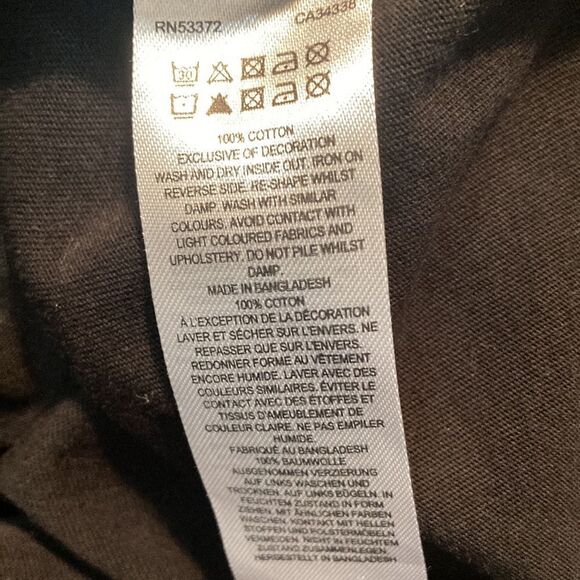 RN53372
CA34338
30
100% COTTON
EXCLUSIVE OF DECORATION
WASH AND DRY INSIDE OUT. IRON ON
REVERSE SIDE. RE-SHAPE WHILST
DAMP. WASH WITH SIMILAR
COLOURS. AVOID CONTACT WITH
LIGHT COLOURED FABRICS AND
UPHOLSTERY. DO NOT PILE WHILST
DAMP.
MADE IN BANGLADESH
100% COTON
À L'EXCEPTION DE LA DÉCORATION
LAVER ET SÉCHER SUR L'ENVERS. NE
REPASSER QUE SUR L'ENVERS.
REDONNER FORME AU VÊTEMENT
ENCORE HUMIDE. LAVER AVEC DES
COULEURS SIMILAIRES. ÉVITER LE
CONTACT AVEC DES ÉTOFFES ET
TISSUS D'AMEUBLEMENT DE
COULEUR CLAIRE. NE PAS EMPILER
HUMIDE.
FABRIQUÉ AU BANGLADESH
100% BAUMWOLLE
AUSGENOMMEN VERZIERUNG
AUF LINKS WASCHEN UND
TROCKNEN. AUF LINKS BÜGELN. IN
FEUCHTEM ZUSTAND IN FORM
ZIEHEN. MIT ÄHNLICHEN FARBEN
WASCHEN. KONTAKT MIT HELLEN
STOFFEN UND POLSTERMÖBELN
VERMEIDEN. NICHT IN FEUCHTEM
ZUSTAND ZUSAMMENLEGEN.
HERGESTELLT IN BANGLADESH